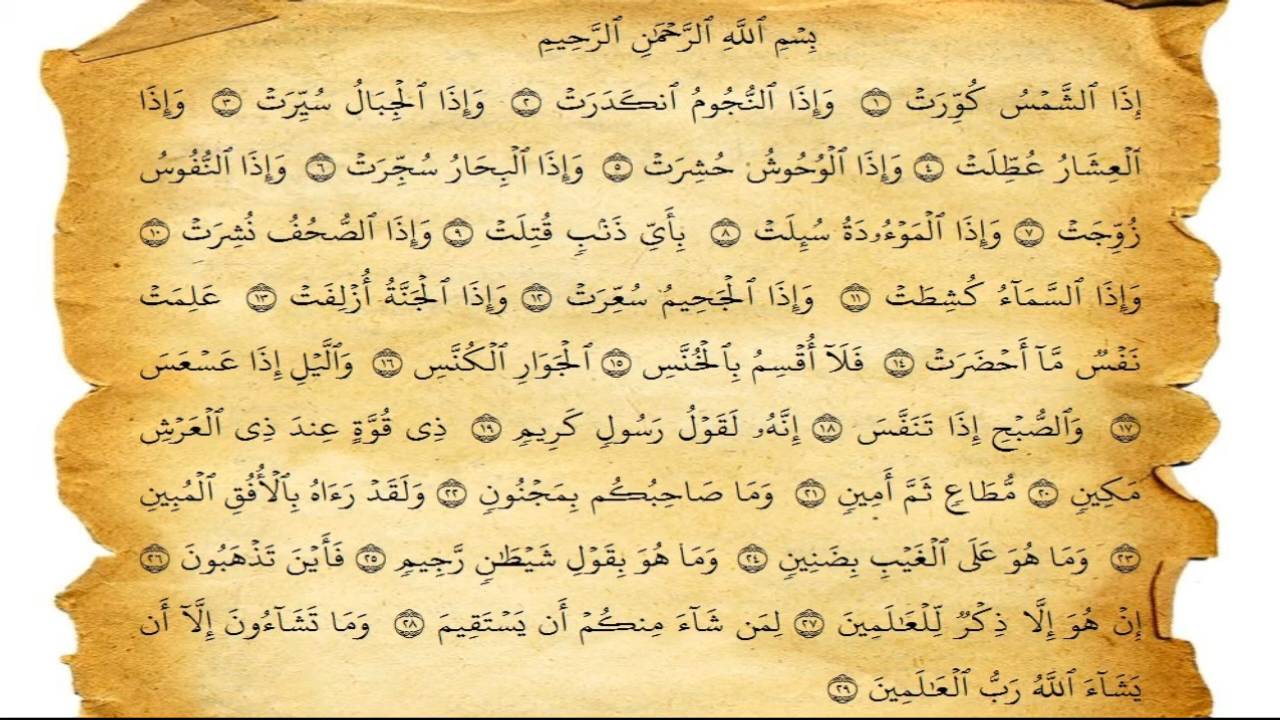 بِسْمِ ٱللَّهِ ٱلرَّحْمَٰنِ ٱلرَّحِيمِ
إِذَا ٱلشَّمْسُ كُوِّرَتْ ١ وَإِذَا ٱلنُّجُومُ ٱنكَدَرَتْ ٢ وَإِذَا ٱلْجِبَالُ سُيِّرَتْ ٣ وَإِذَا
ٱلْعِشَارُ عُطِّلَتْ ٤ وَإِذَا ٱلْوُحُوشُ حُشِرَتْ ٥ وَإِذَا ٱلْبِحَارُ سُجِّرَتْ ٦ وَإِذَا ٱلنُّفُوسُ
زُوِّجَتْ ٧ وَإِذَا ٱلْمَوْءُۥدَةُ سُئِلَتْ ٨ بِأَيِّ ذَنۢبٍ قُتِلَتْ ٩ وَإِذَا ٱلصُّحُفُ نُشِرَتْ ١٠
وَإِذَا ٱلسَّمَآءُ كُشِطَتْ ١١ وَإِذَا ٱلْجَحِيمُ سُعِّرَتْ ١٢ وَإِذَا ٱلْجَنَّةُ أُزْلِفَتْ ١٣ عَلِمَتْ
نَفْسٌ مَّآ أَحْضَرَتْ ١٤ فَلَآ أُقْسِمُ بِٱلْخُنَّسِ ١٥ ٱلْجَوَارِ ٱلْكُنَّسِ ١٦ وَٱلَّيْلِ إِذَا عَسْعَسَ
١٧ وَٱلصُّبْحِ إِذَا تَنَفَّسَ ١٨ إِنَّهُۥ لَقَوْلُ رَسُولٍ كَرِيمٍ ١٩ ذِى قُوَّةٍ عِندَ ذِى ٱلْعَرْشِ
مَكِينٍ ٢٠ مُّطَاعٍ ثَمَّ أَمِينٍ ٢١ وَمَا صَاحِبُكُم بِمَجْنُونٍ ٢٢ وَلَقَدْ رَءَاهُ بِٱلْأُفُقِ ٱلْمُبِينِ
٢٣ وَمَا هُوَ عَلَى ٱلْغَيْبِ بِضَنِينٍ ٢٤ وَمَا هُوَ بِقَوْلِ شَيْطَٰنٍ رَّجِيمٍ ٢٥ فَأَيْنَ تَذْهَبُونَ ٢٦
إِنْ هُوَ إِلَّا ذِكْرٌ لِّلْعَٰلَمِينَ ٢٧ لِمَن شَآءَ مِنكُمْ أَن يَسْتَقِيمَ ٢٨ وَمَا تَشَآءُونَ إِلَّآ أَن
يَشَآءَ ٱللَّهُ رَبُّ ٱلْعَٰلَمِينَ ٢٩